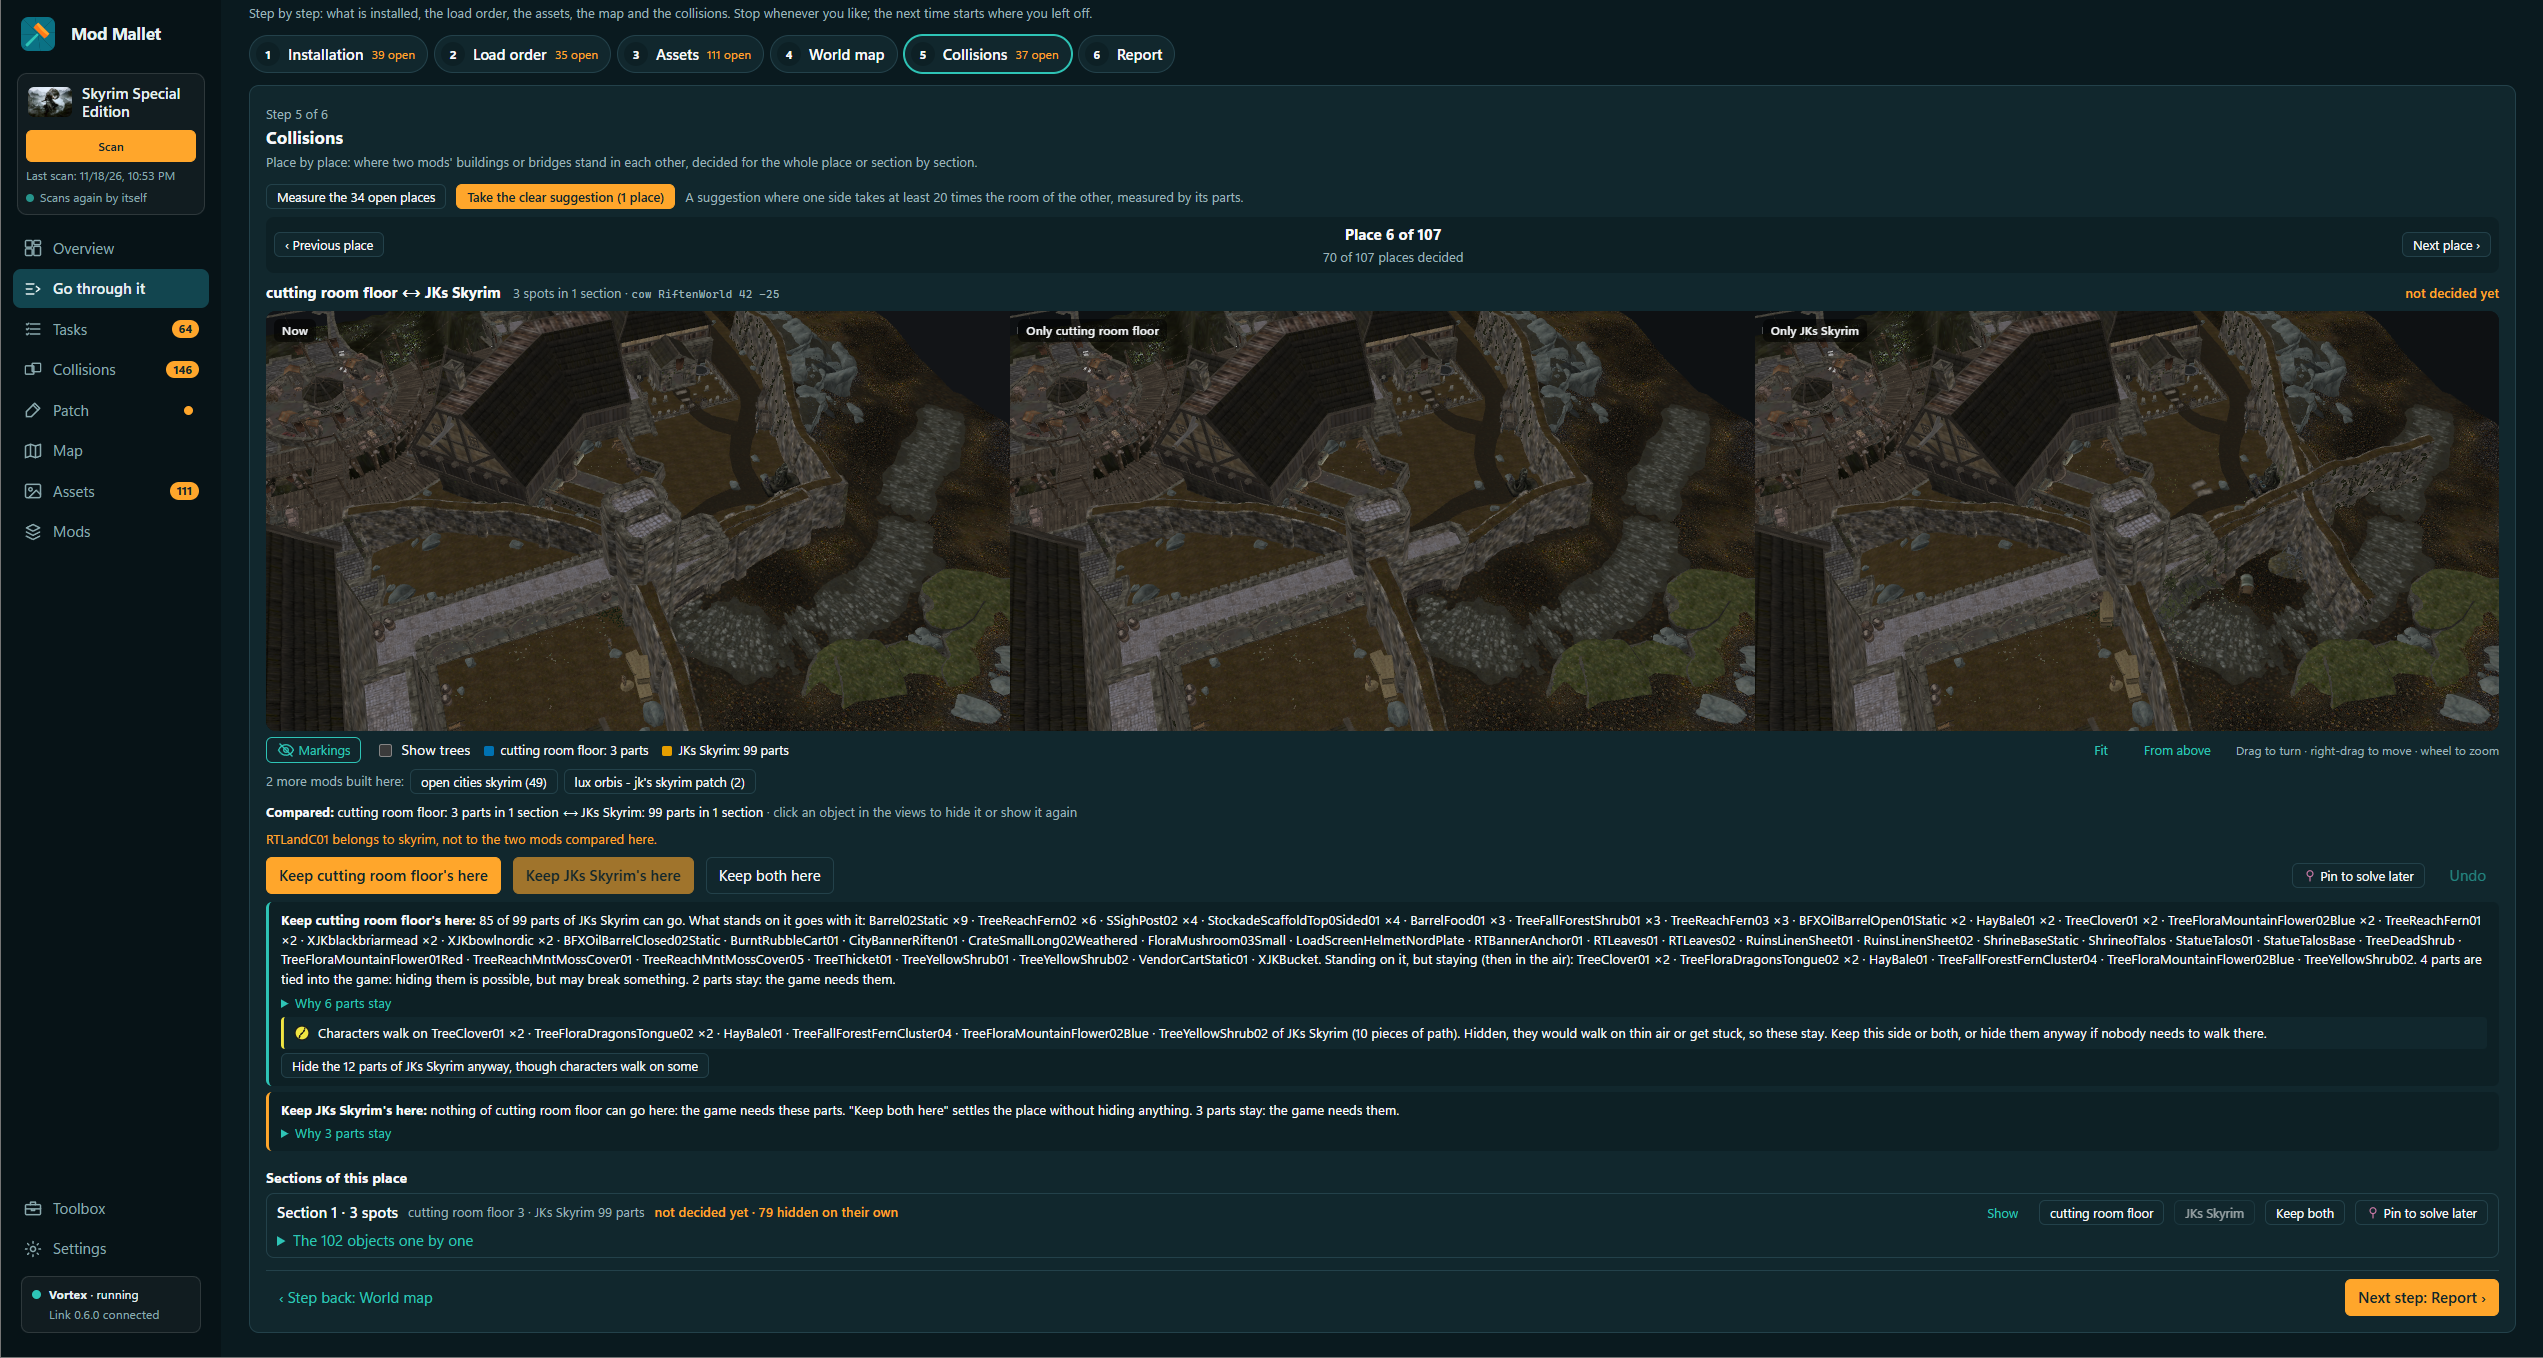 Mod Mallet
Skyrim Special
Edition
Scan
Last scan: 11/18/26, 10:53 PM
Scans again by itself
Overview
Go through it
Tasks 64
Collisions 146
Patch
Map
Assets 111
Mods
Toolbox
Settings
Vortex · running
Link 0.6.0 connected
Step by step: what is installed, the load order, the assets, the map and the collisions. Stop whenever you like; the next time starts where you left off.
1 Installation 39 open 2 Load order 35 open 3 Assets 111 open 4 World map 5 Collisions 37 open 6 Report
Step 5 of 6
Collisions
Place by place: where two mods' buildings or bridges stand in each other, decided for the whole place or section by section.
Measure the 34 open places Take the clear suggestion (1 place) A suggestion where one side takes at least 20 times the room of the other, measured by its parts.
‹ Previous place Place 6 of 107 Next place ›
70 of 107 places decided
cutting room floor ↔ JKs Skyrim 3 spots in 1 section · cow RiftenWorld 42 -25 not decided yet
Now Only cutting room floor Only JKs Skyrim
Markings Show trees cutting room floor: 3 parts JKs Skyrim: 99 parts Fit From above Drag to turn · right-drag to move · wheel to zoom
2 more mods built here: open cities skyrim (49) lux orbis - jk's skyrim patch (2)
Compared: cutting room floor: 3 parts in 1 section ↔ JKs Skyrim: 99 parts in 1 section · click an object in the views to hide it or show it again
RTLandC01 belongs to skyrim, not to the two mods compared here.
Keep cutting room floor's here Keep JKs Skyrim's here Keep both here Pin to solve later Undo
Keep cutting room floor's here: 85 of 99 parts of JKs Skyrim can go. What stands on it goes with it: Barrel02Static ×9 · TreeReachFern02 ×6 · SSighPost02 ×4 · StockadeScaffoldTop0Sided01 ×4 · BarrelFood01 ×3 · TreeFallForestShrub01 ×3 · TreeReachFern03 ×3 · BFXOilBarrelOpen01Static ×2 · HayBale01 ×2 · TreeClover01 ×2 · TreeFloraMountainFlower02Blue ×2 · TreeReachFern01
×2 · XJKblackbriarmead ×2 · XJKbowlnordic ×2 · BFXOilBarrelClosed02Static · BurntRubbleCart01 · CityBannerRiften01 · CrateSmallLong02Weathered · FloraMushroom03Small · LoadScreenHelmetNordPlate · RTBannerAnchor01 · RTLeaves01 · RTLeaves02 · RuinsLinenSheet01 · RuinsLinenSheet02 · ShrineBaseStatic · ShrineofTalos · StatueTalos01 · StatueTalosBase · TreeDeadShrub ·
TreeFloraMountainFlower01Red · TreeReachMntMossCover01 · TreeReachMntMossCover05 · TreeThicket01 · TreeYellowShrub01 · TreeYellowShrub02 · VendorCartStatic01 · XJKBucket. Standing on it, but staying (then in the air): TreeClover01 ×2 · TreeFloraDragonsTongue02 ×2 · HayBale01 · TreeFallForestFernCluster04 · TreeFloraMountainFlower02Blue · TreeYellowShrub02. 4 parts are
tied into the game: hiding them is possible, but may break something. 2 parts stay: the game needs them.
Why 6 parts stay
Characters walk on TreeClover01 ×2 · TreeFloraDragonsTongue02 ×2 · HayBale01 · TreeFallForestFernCluster04 · TreeFloraMountainFlower02Blue · TreeYellowShrub02 of JKs Skyrim (10 pieces of path). Hidden, they would walk on thin air or get stuck, so these stay. Keep this side or both, or hide them anyway if nobody needs to walk there.
Hide the 12 parts of JKs Skyrim anyway, though characters walk on some
Keep JKs Skyrim's here: nothing of cutting room floor can go here: the game needs these parts. "Keep both here" settles the place without hiding anything. 3 parts stay: the game needs them.
Why 3 parts stay
Sections of this place
Section 1 · 3 spots cutting room floor 3 · JKs Skyrim 99 parts not decided yet · 79 hidden on their own Show cutting room floor JKs Skyrim Keep both Pin to solve later
The 102 objects one by one
‹ Step back: World map Next step: Report ›